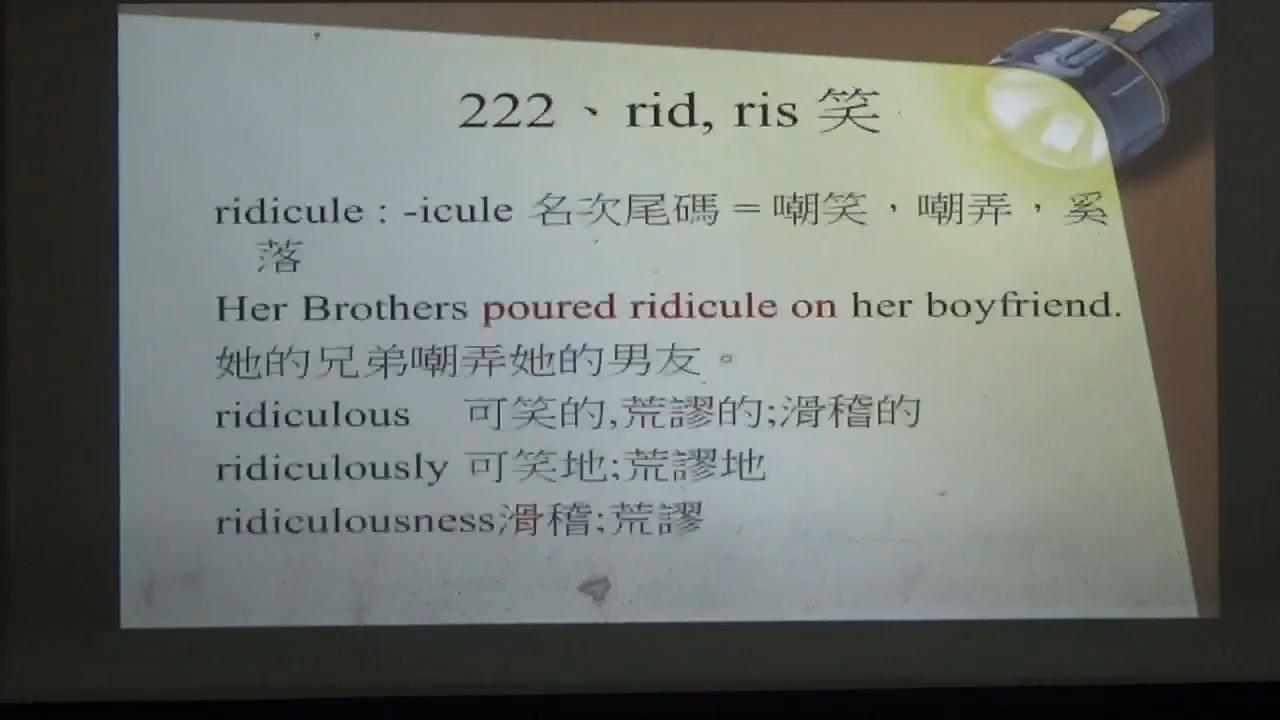 222、rid, ris 笑
ridicule : -icule 名次尾碼 = 嘲笑，嘲弄，奚
落
Her Brothers poured ridicule on her boyfriend.
她的兄弟嘲弄她的男友。
ridiculous 可笑的,荒謬的;滑稽的
ridiculously 可笑地;荒謬地
ridiculousness滑稽;荒謬